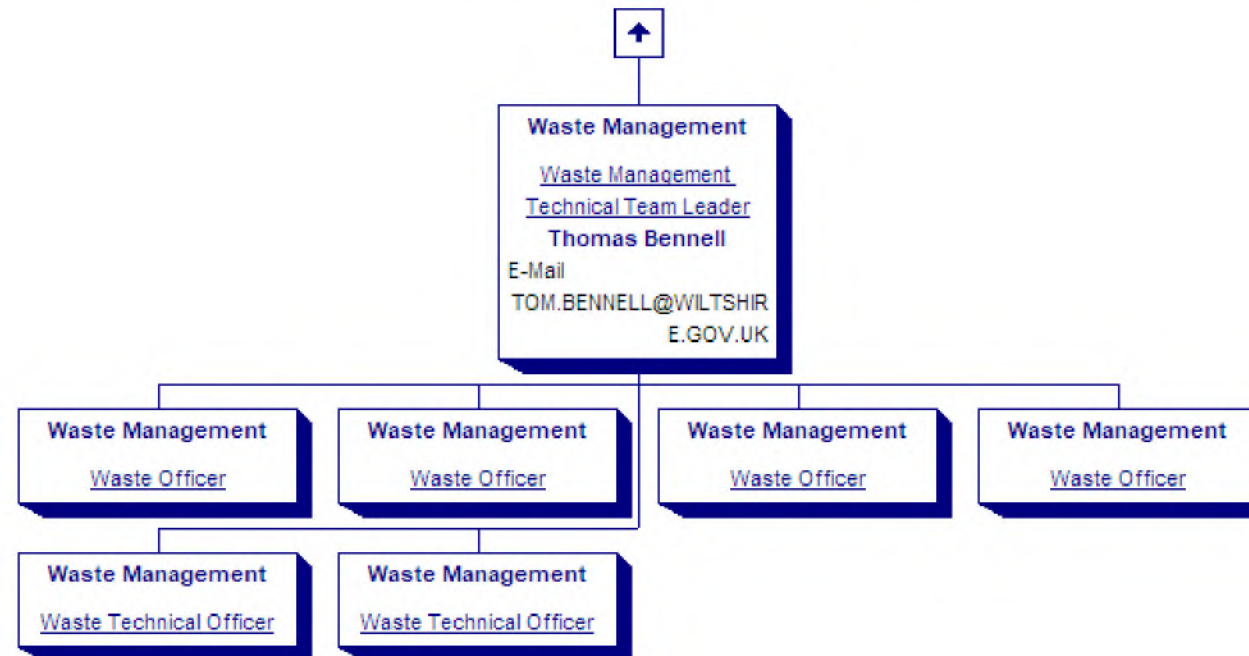 Waste Management
Waste Management
Technical Team Leader
Thomas Bennell
E-Mail
TOM.BENNELL@WILTSHIR
E.GOV.UK
Waste Management
Waste Officer
Waste Management
Waste Officer
Waste Management
Waste Officer
Waste Management
Waste Officer
Waste Management
Waste Technical Officer
Waste Management
Waste Technical Officer